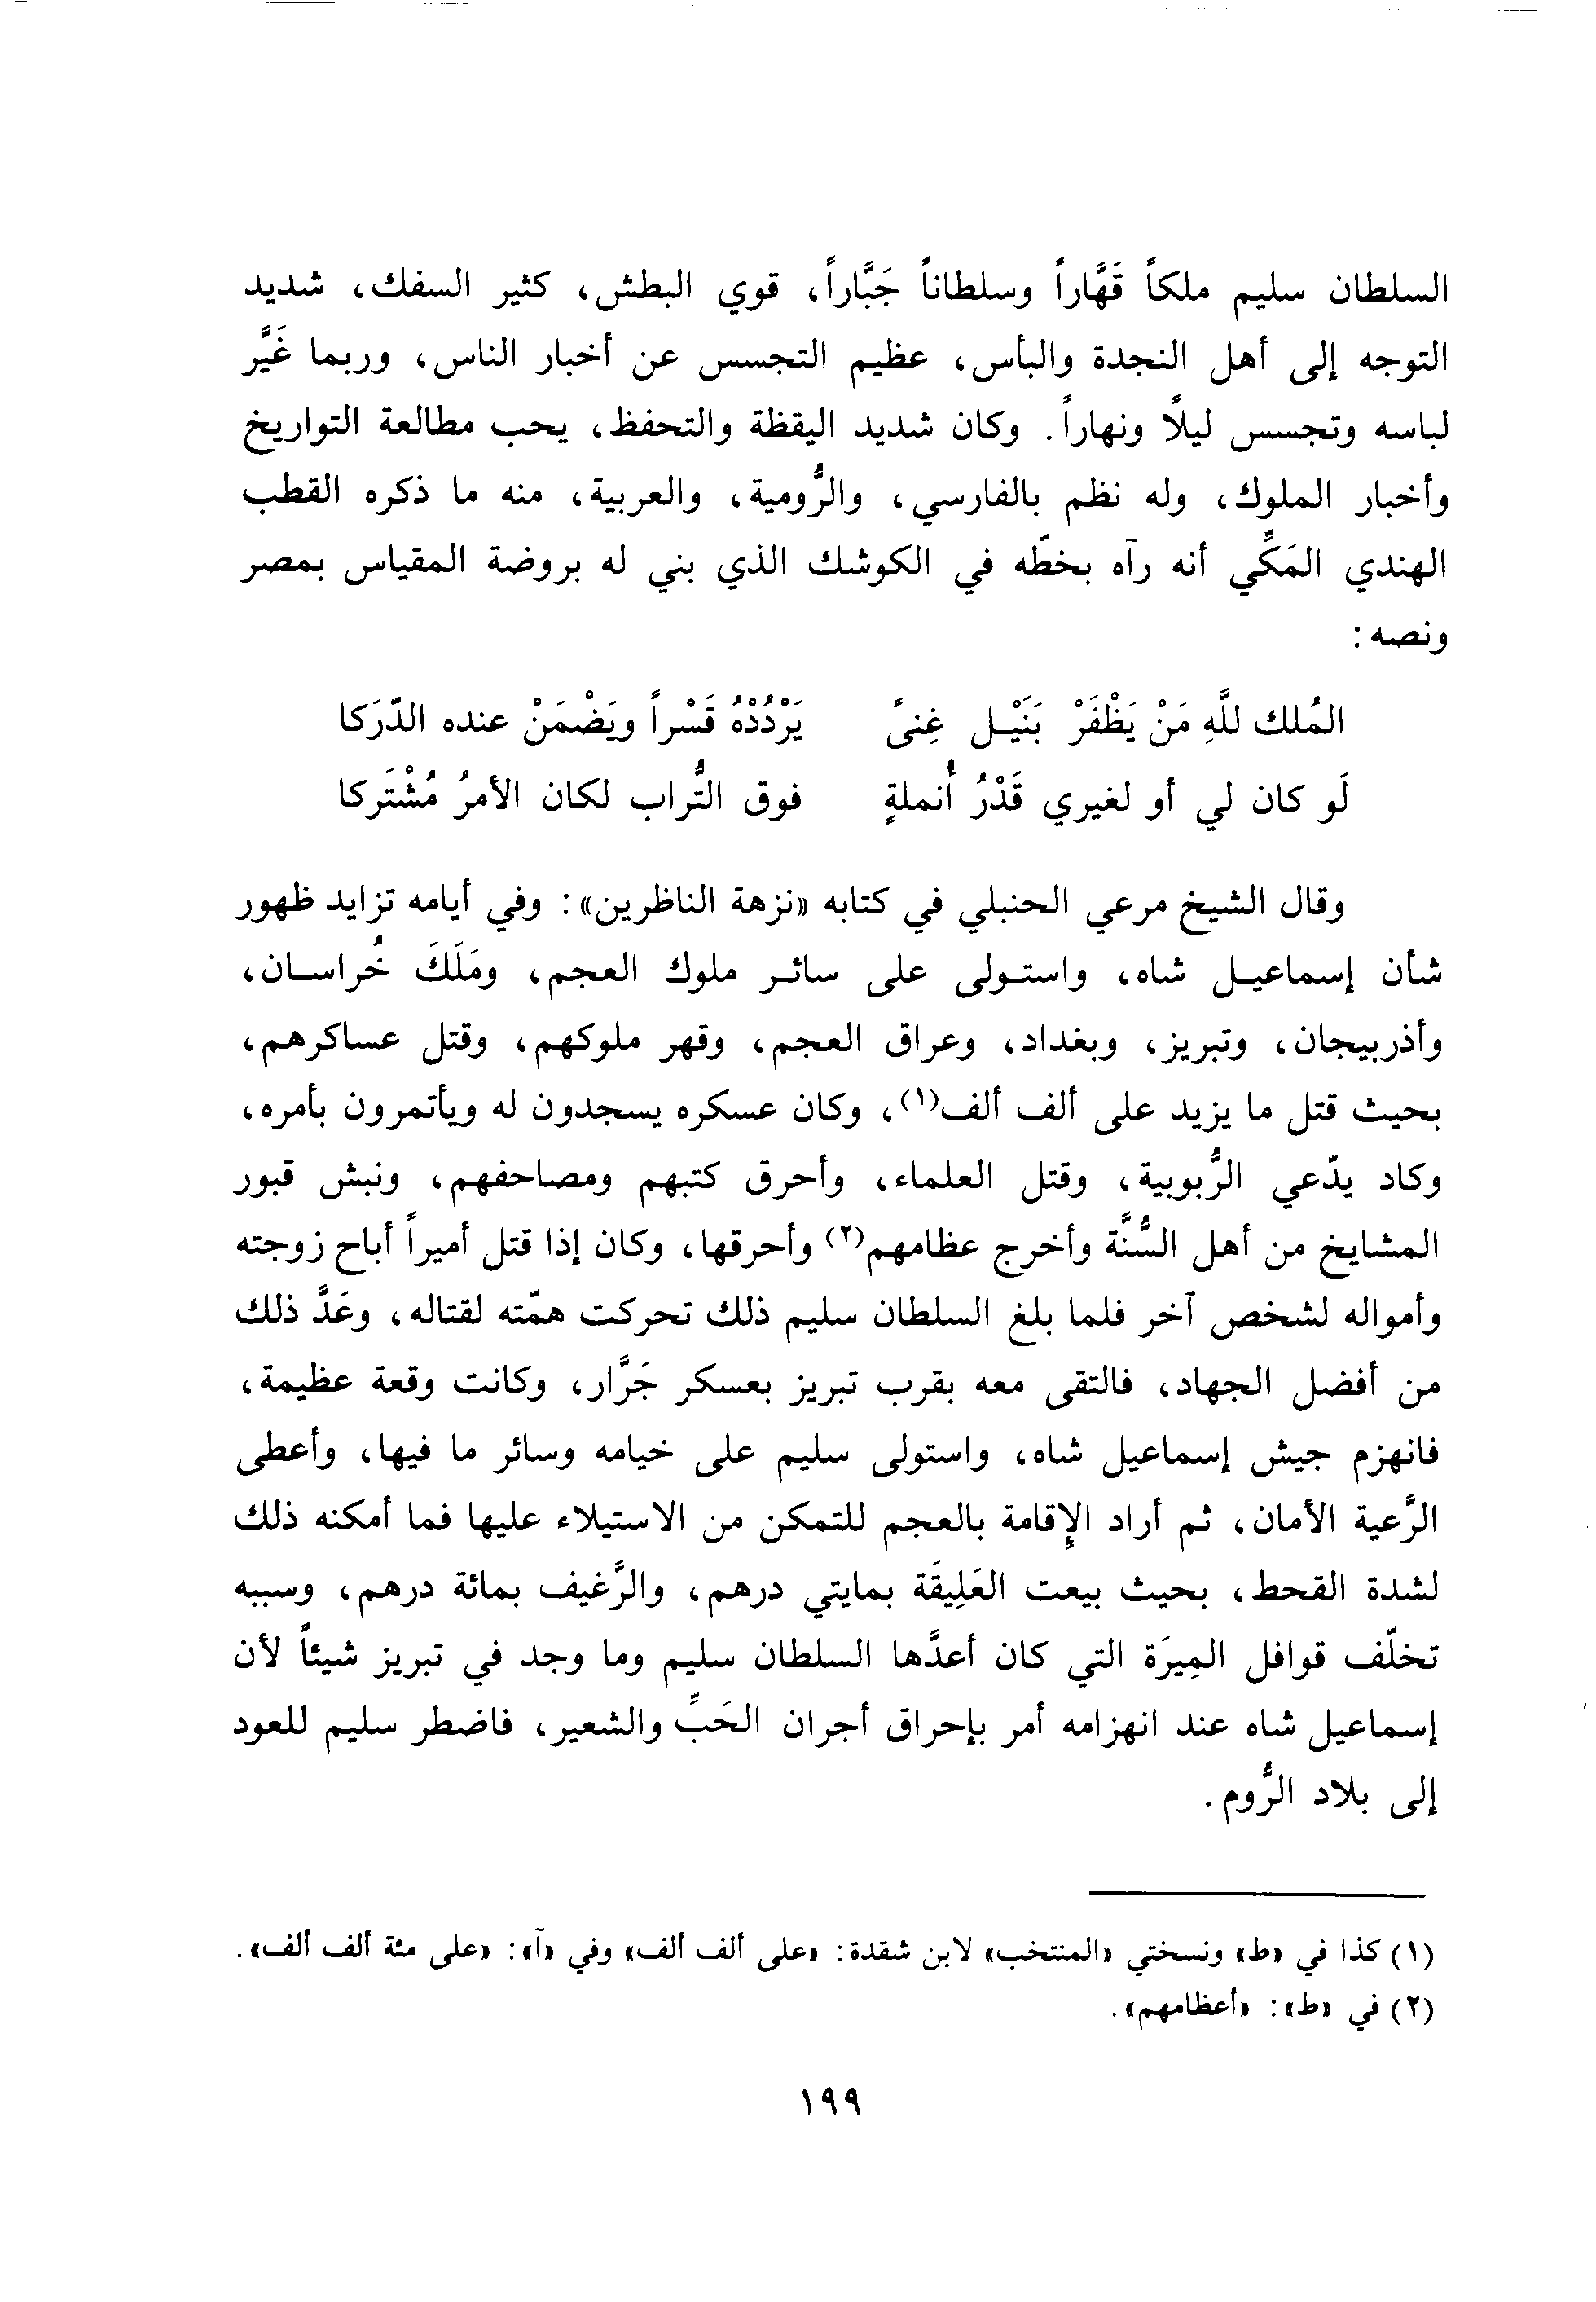 السلطان سليم ملكاً قَهَّاراً وسلطاناً جَبَّاراً، قوي البطش، كثير السفك، شديد
التوجه إلى أهل النجدة والبأس، عظيم التجسس عن أخبار الناس، وربما غَيَّر
لباسه وتجسس ليلًا ونهاراً. وكان شديد اليقظة والتحفظ، يحب مطالعة التواريخ
وأخبار الملوك، وله نظم بالفارسي، والرُّومية، والعربية، منه ما ذكره القطب
الهندي المَكِّي أنه رآه بخطّه في الكوشك الذي بني له بروضة المقياس بمصر
ونصه:
المُلك للَّهِ مَنْ يَظْفَرْ بَنَيْـل غِنىً يَرْدُدْهُ قَسْراً ويَضْمَنْ عنده الدّرَكا
لَو كان لي أو لغيري قَدْرُ أُنملةٍ فوق التُّراب لكان الأمرُ مُشْتَركا
وقال الشيخ مرعي الحنبلي في كتابه «نزهة الناظرين»: وفي أيامه تزايد ظهور
شأن إسماعيـل شاه، واستـولى على سائـر ملوك العجم، ومَلَكَ خُراسـان،
وأذربيجان، وتبريز، وبغداد، وعراق العجم، وقهر ملوكهم، وقتل عساكرهم،
بحيث قتل ما يزيد على ألف ألف(١)، وكان عسكره يسجدون له ويأتمرون بأمره،
وكاد يدّعي الرُّبوبية، وقتل العلماء، وأحرق كتبهم ومصاحفهم، ونبش قبور
المشايخ من أهل السُّنَّة وأخرج عظامهم(٢) وأحرقها، وكان إذا قتل أميراً أباح زوجته
وأمواله لشخص آخر فلما بلغ السلطان سليم ذلك تحركت همّته لقتاله، وعَدَّ ذلك
من أفضل الجهاد، فالتقى معه بقرب تبريز بعسكر جَرَّار، وكانت وقعة عظيمة،
فانهزم جيش إسماعيل شاه، واستولى سليم على خيامه وسائر ما فيها، وأعطى
الرَّعية الأمان، ثم أراد الإِقامة بالعجم للتمكن من الاستيلاء عليها فما أمكنه ذلك
لشدة القحط، بحيث بيعت العَلِيقَة بمايتي درهم، والرَّغيف بمائة درهم، وسببه
تخلّف قوافل المِيرَة التي كان أعدَّها السلطان سليم وما وجد في تبريز شيئاً لأن
إسماعيل شاه عند انهزامه أمر بإحراق أجران الحَبِّ والشعير، فاضطر سليم للعود
إلى بلاد الرُّوم.
(١) كذا في «ط» ونسختي «المنتخب» لابن شقدة: «على ألف ألف» وفي «آ»: «على مئة ألف ألف».
(٢) في «ط»: «أعظامهم».
١٩٩